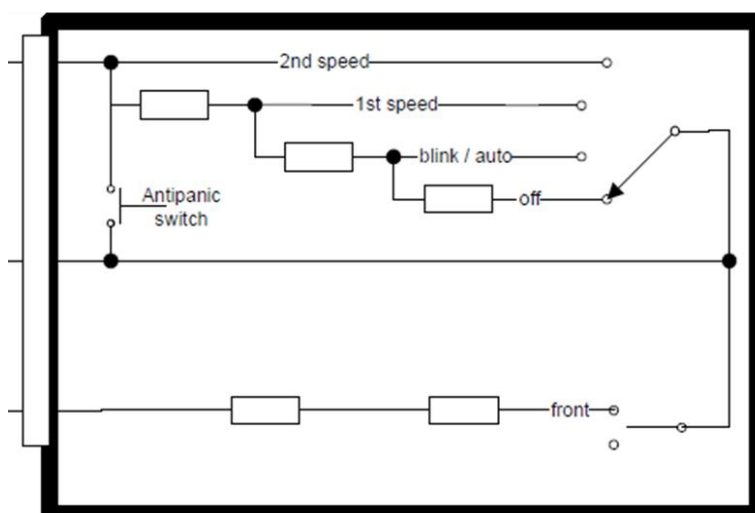 2nd speed
1st speed
blink / auto
Antipanic
switch
off
front